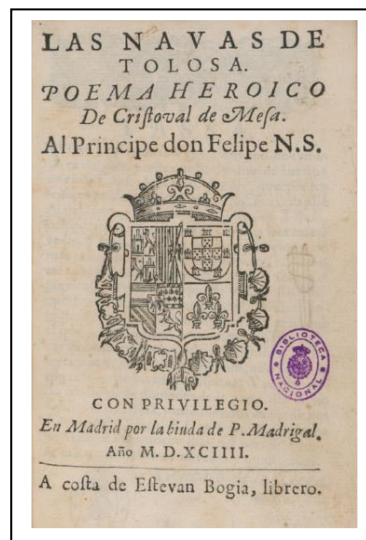 LAS NAVAS DE
TOLOSA.
POEMA HEROICO
De Criſtoval de Meſa.
Al Principe don Felipe N.S.
BIBLIOTECA
NACIONAL
CON PRIVILEGIO.
En Madrid por la biuda de P. Madrigal.
Año M. D. XCIIII.
A coſta de Eſtevan Bogia, librero.